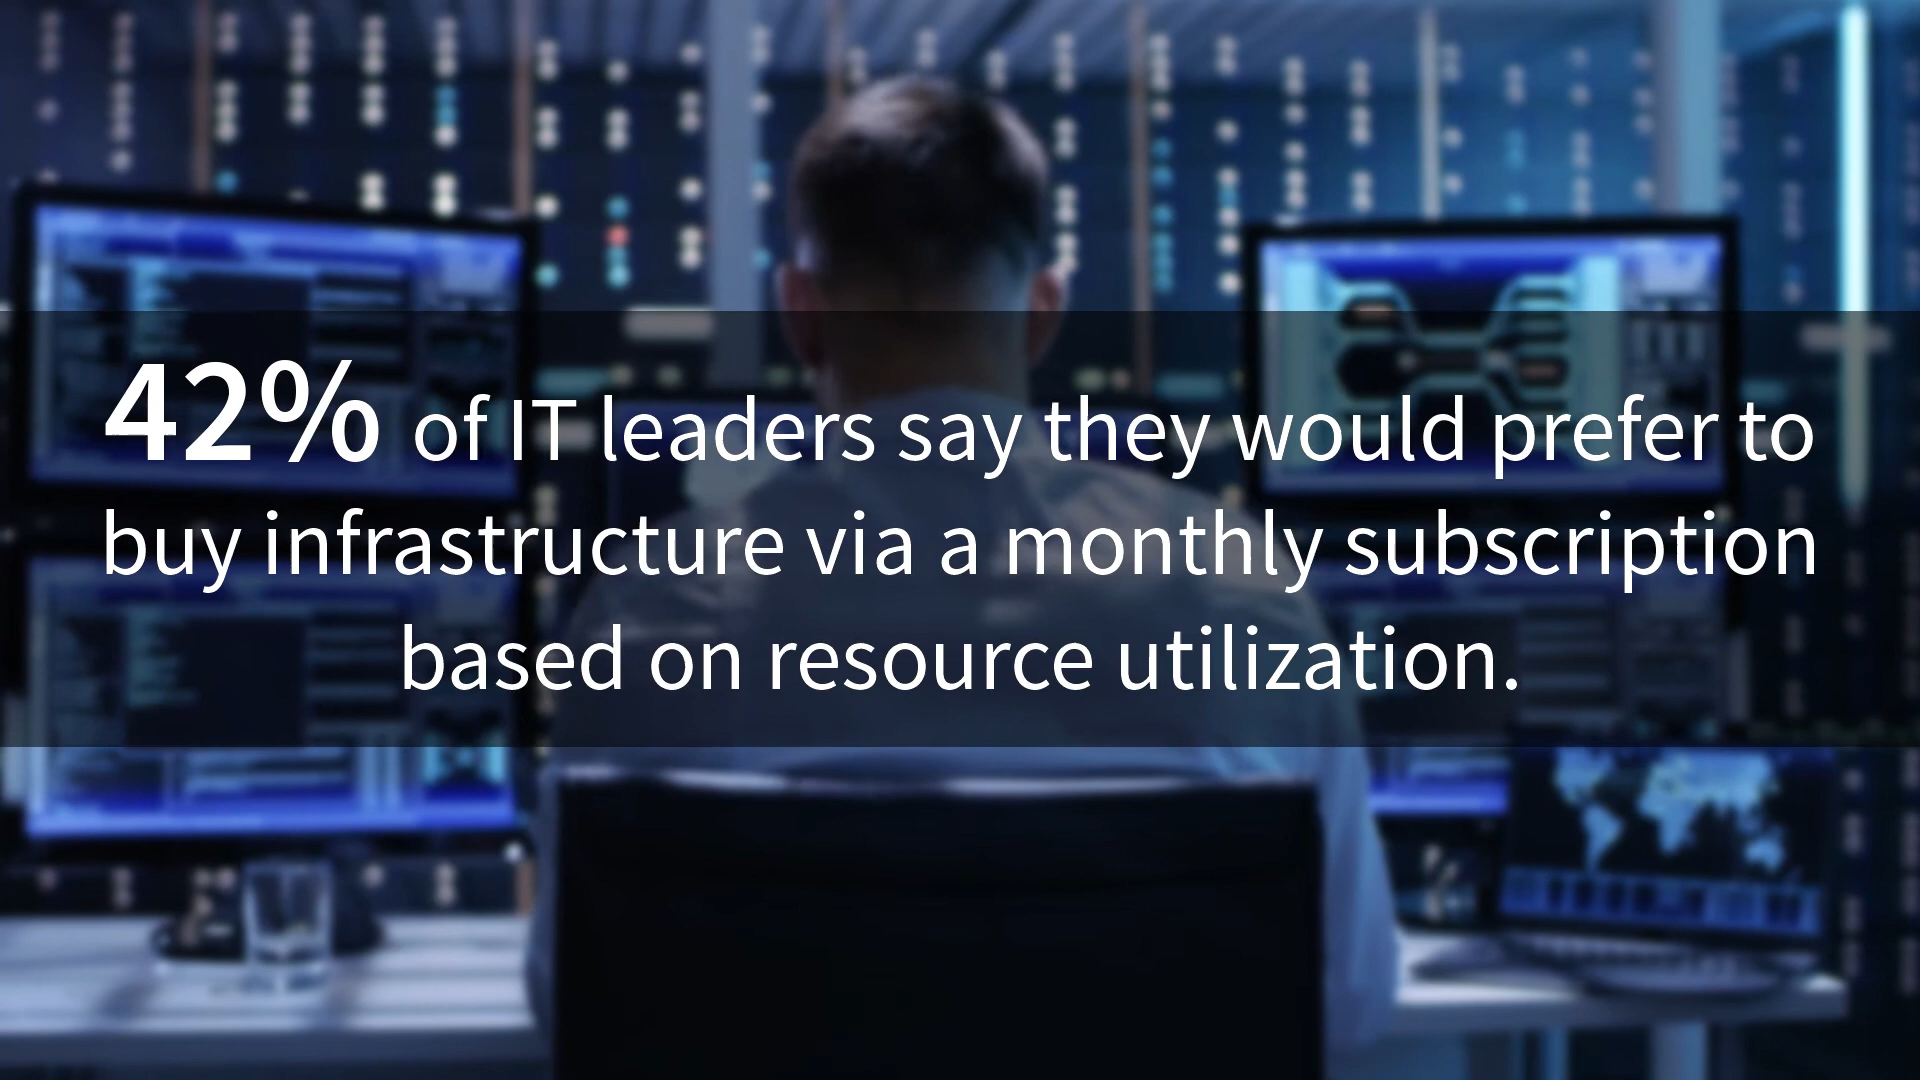 42% of IT leaders say they would prefer to
buy infrastructure via a monthly subscription
based on resource utilization.